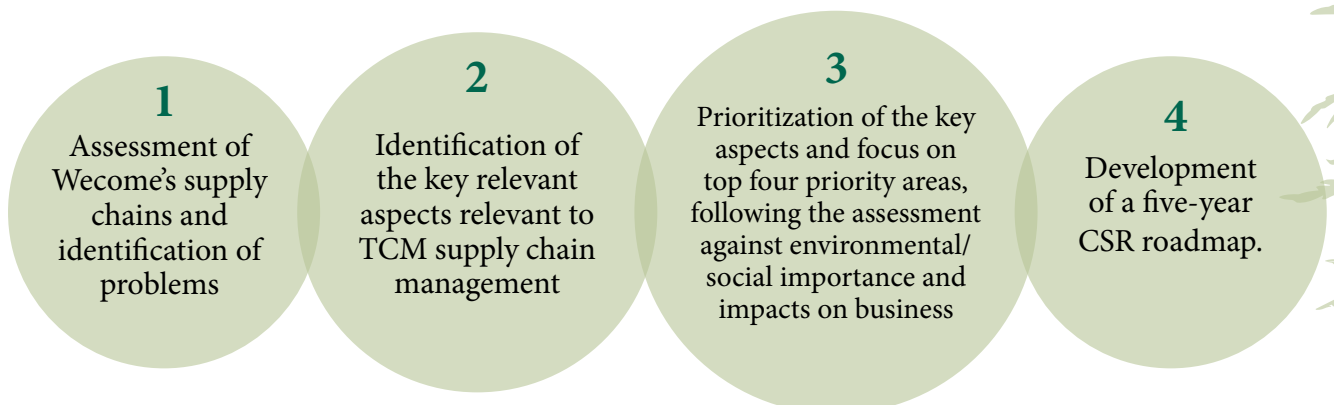 1
Assessment of
Wecome's supply
chains and
identification of
problems
2
Identification of
the key relevant
aspects relevant to
TCM supply chain
management
3
Prioritization of the key
aspects and focus on
top four priority areas,
following the assessment
against environmental/
social importance and
impacts on business
4
Development
of a five-year
CSR roadmap.